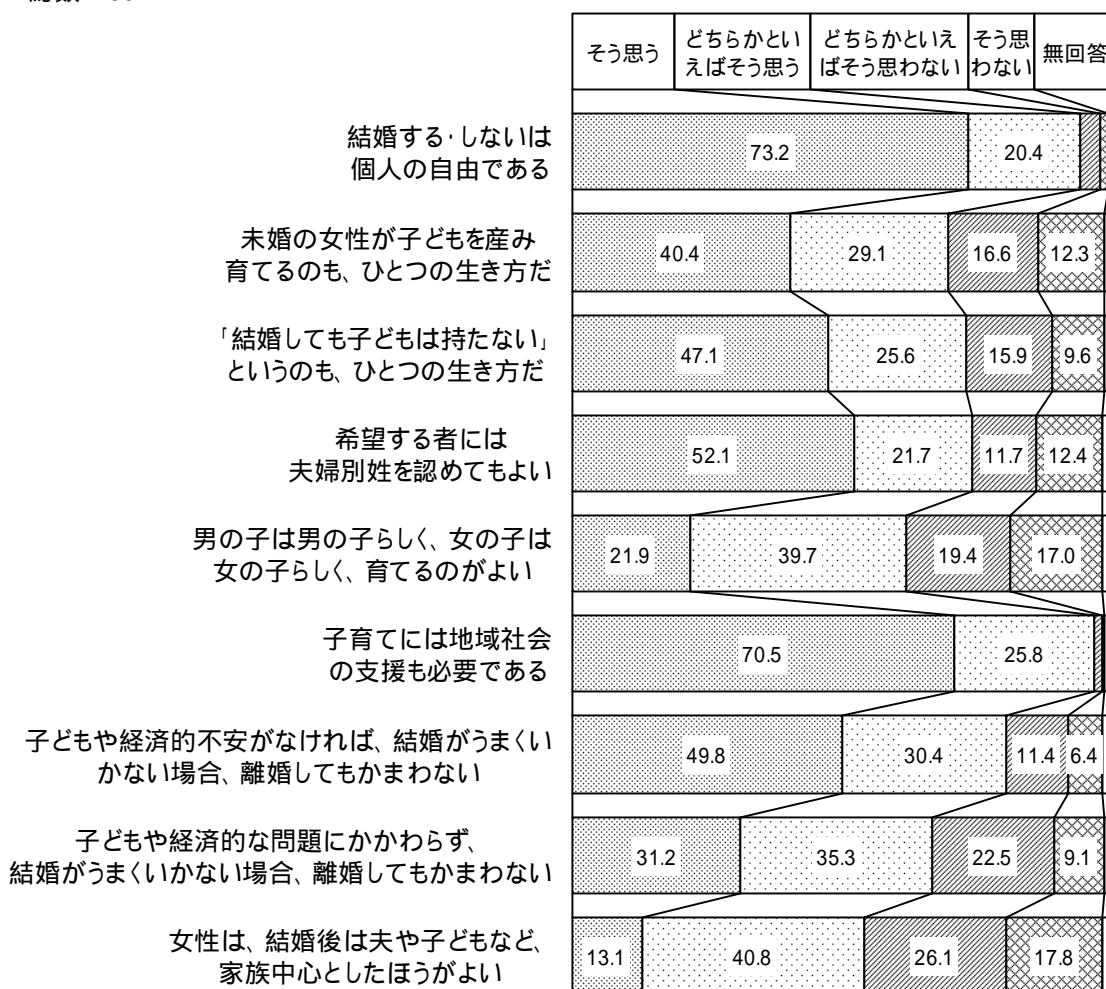 そう思う
どちらかとい
えばそう思う
どちらかといえ
ばそう思わない
そう思
わない
無回答
結婚する・しないは
個人の自由である
73.2
20.4
未婚の女性が子どもを産み
育てるのも、ひとつの生き方だ
40.4
29.1
16.6
12.3
「結婚しても子どもは持たない」
というのも、ひとつの生き方だ
47.1
25.6
15.9
9.6
希望する者には
夫婦別姓を認めてもよい
52.1
21.7
11.7
12.4
男の子は男の子らしく、女の子は
女の子らしく、育てるのがよい
21.9
39.7
19.4
17.0
子育てには地域社会
の支援も必要である
70.5
25.8
子どもや経済的不安がなければ、結婚がうまくい
かない場合、離婚してもかまわない
49.8
30.4
11.4
6.4
子どもや経済的な問題にかかわらず、
結婚がうまくいかない場合、離婚してもかまわない
31.2
35.3
22.5
9.1
女性は、結婚後は夫や子どもなど、
家族中心としたほうがよい
13.1
40.8
26.1
17.8